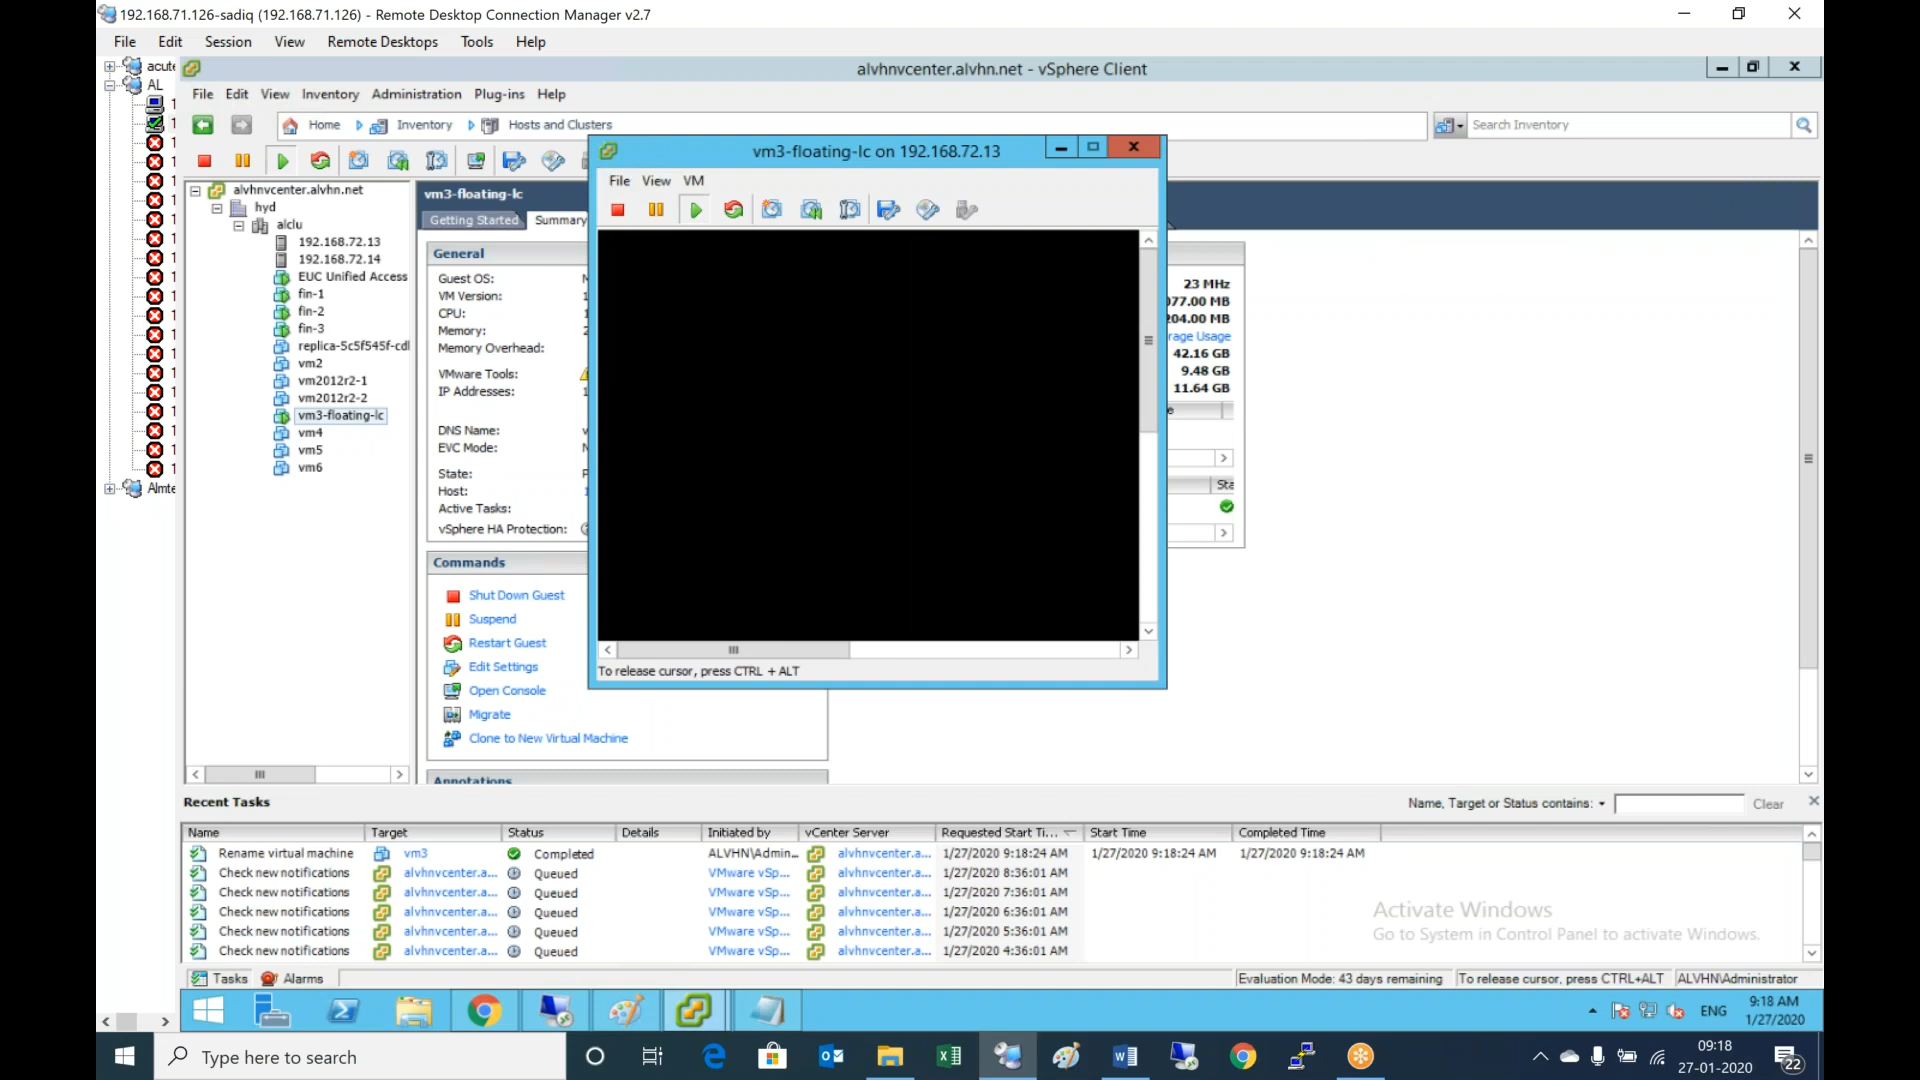 192.168.71.126-sadiq (192.168.71.126) - Remote Desktop Connection Manager v2.7
File Edit Session View Remote Desktops Tools Help
acute
AL
Almte
alvhnvcenter.alvhn.net - vSphere Client
File Edit View Inventory Administration Plug-ins Help
Home Inventory Hosts and Clusters
Search Inventory
alvhnvcenter.alvhn.net
hyd
alclu
192.168.72.13
192.168.72.14
EUC Unified Access
fin-1
fin-2
fin-3
replica-5c5f545f-cdl
vm2
vm2012r2-1
vm2012r2-2
vm3-floating-lc
vm4
vm5
vm6
vm3-floating-lc
Getting Started Summary
General
Guest OS:
VM Version:
CPU:
Memory:
Memory Overhead:
VMware Tools:
IP Addresses:
DNS Name:
EVC Mode:
State:
Host:
Active Tasks:
vSphere HA Protection:
Commands
Shut Down Guest
Suspend
Restart Guest
Edit Settings
Open Console
Migrate
Clone to New Virtual Machine
Annotations
vm3-floating-lc on 192.168.72.13
File View VM
To release cursor, press CTRL + ALT
23 MHz
077.00 MB
204.00 MB
rage Usage
42.16 GB
9.48 GB
11.64 GB
Sta
Recent Tasks
Name, Target or Status contains: Clear
Name Target Status Details Initiated by vCenter Server Requested Start Ti... Start Time Completed Time
Rename virtual machine vm3 Completed ALVHN\Admin... alvhnvcenter.a... 1/27/2020 9:18:24 AM 1/27/2020 9:18:24 AM 1/27/2020 9:18:24 AM
Check new notifications alvhnvcenter.a... Queued VMware vSp... alvhnvcenter.a... 1/27/2020 8:36:01 AM
Check new notifications alvhnvcenter.a... Queued VMware vSp... alvhnvcenter.a... 1/27/2020 7:36:01 AM
Check new notifications alvhnvcenter.a... Queued VMware vSp... alvhnvcenter.a... 1/27/2020 6:36:01 AM
Check new notifications alvhnvcenter.a... Queued VMware vSp... alvhnvcenter.a... 1/27/2020 5:36:01 AM
Check new notifications alvhnvcenter.a... Queued VMware vSp... alvhnvcenter.a... 1/27/2020 4:36:01 AM
Activate Windows
Go to System in Control Panel to activate Windows.
Tasks Alarms
Evaluation Mode: 43 days remaining To release cursor, press CTRL+ALT ALVHN\Administrator
ENG 9:18 AM
1/27/2020
Type here to search
09:18
27-01-2020
22